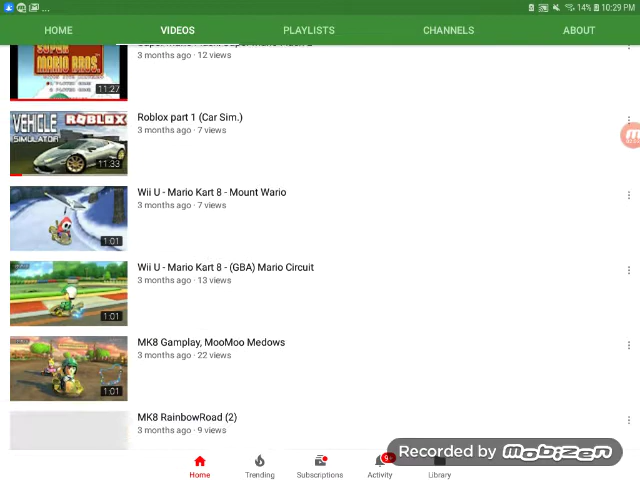 ... 14% 10:29 PM
HOME VIDEOS PLAYLISTS CHANNELS ABOUT
SUPER
MARIO BROS.
11:27
3 months ago · 12 views
VEHICLE ROBLOX
SIMULATOR
11:33
Roblox part 1 (Car Sim.)
3 months ago · 7 views
1:01
Wii U - Mario Kart 8 - Mount Wario
3 months ago · 7 views
1:01
Wii U - Mario Kart 8 - (GBA) Mario Circuit
3 months ago · 13 views
1:01
MK8 Gamplay, MooMoo Medows
3 months ago · 22 views
MK8 RainbowRoad (2)
3 months ago · 9 views
Recorded by Mobizen
9+
Home Trending Subscriptions Activity Library